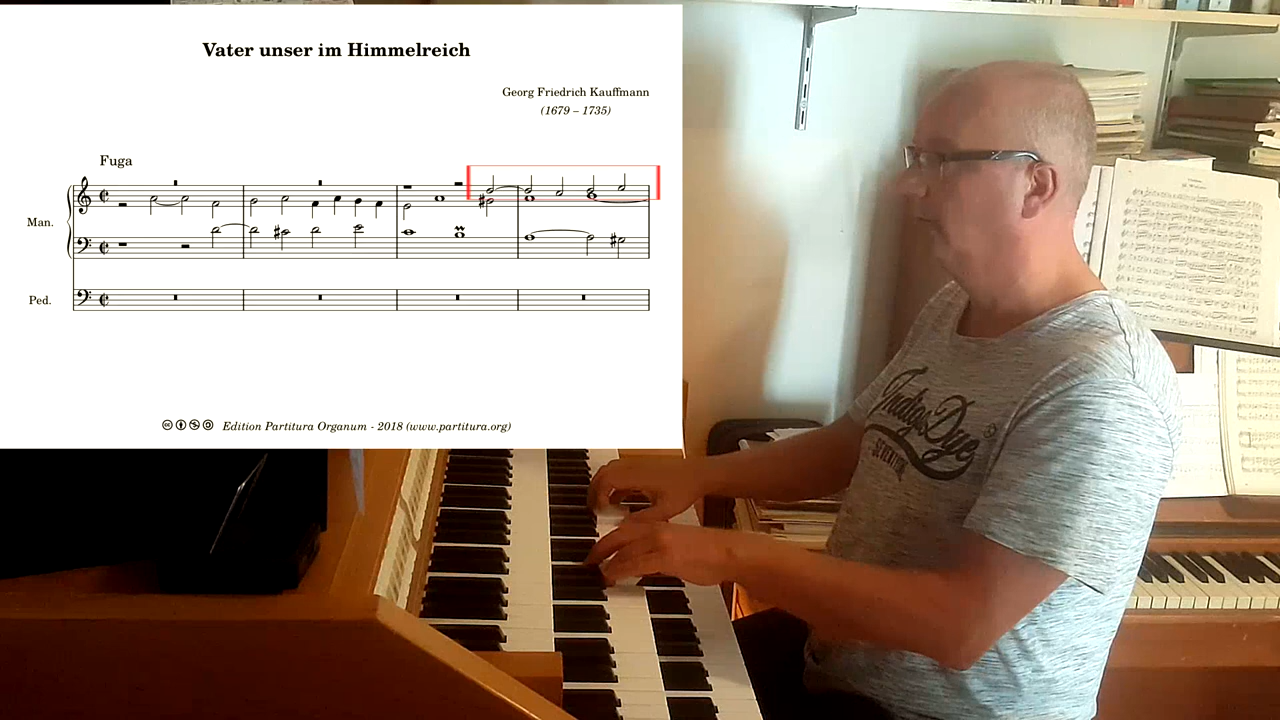 Vater unser im Himmelreich
Georg Friedrich Kauffmann
(1679 – 1735)
Fuga
Man.
Ped.
Edition Partitura Organum - 2018 (www.partitura.org)
Indigo Dye